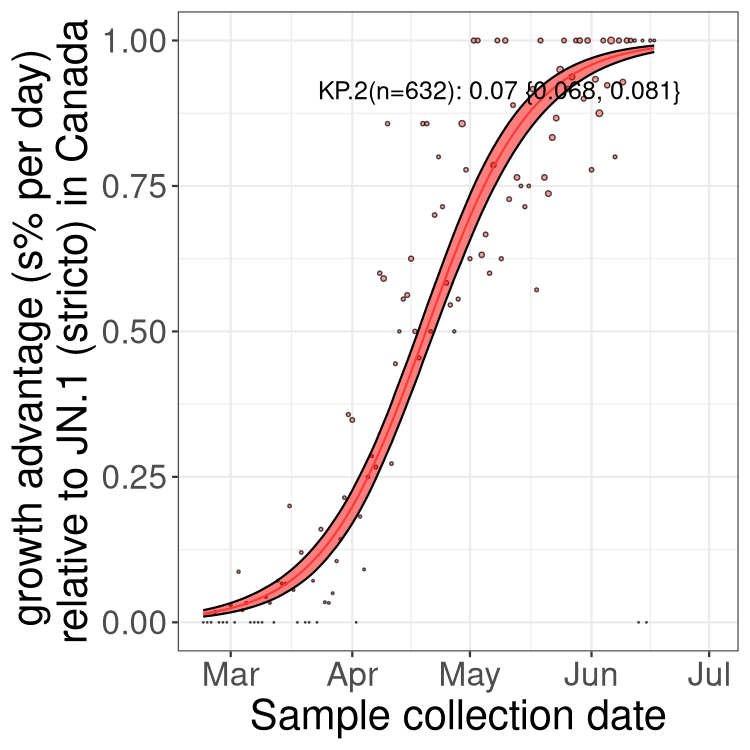 growth advantage (s% per day)
relative to JN.1 (stricto) in Canada
1.00
0.75
0.50
0.25
0.00
KP.2(n=632): 0.07 {0.068, 0.081}
Mar Apr May Jun Jul
Sample collection date